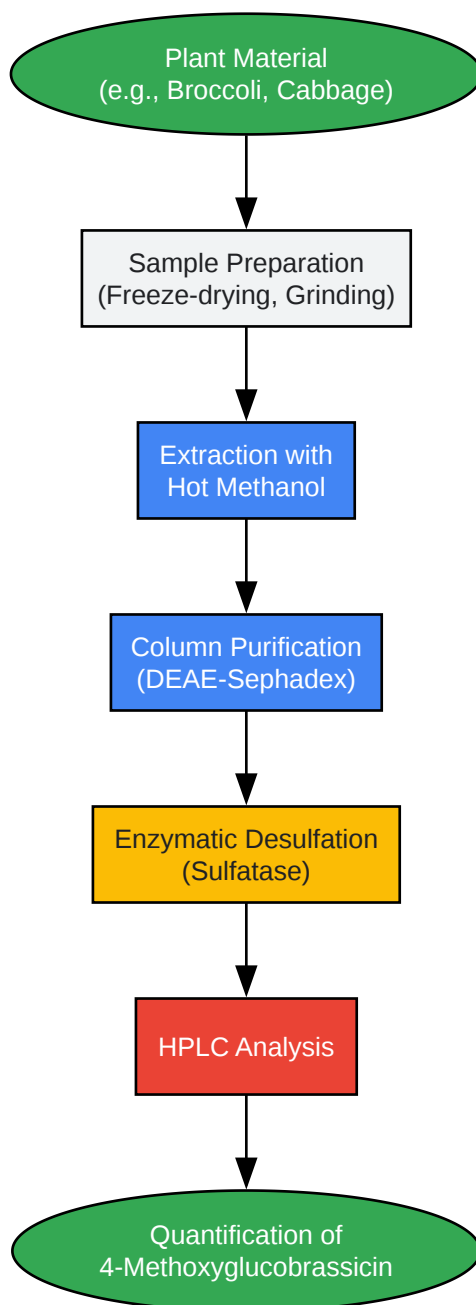 Plant Material
(e.g., Broccoli, Cabbage)
Sample Preparation
(Freeze-drying, Grinding)
Extraction with
Hot Methanol
Column Purification
(DEAE-Sephadex)
Enzymatic Desulfation
(Sulfatase)
HPLC Analysis
Quantification of
4-Methoxyglucobrassicin